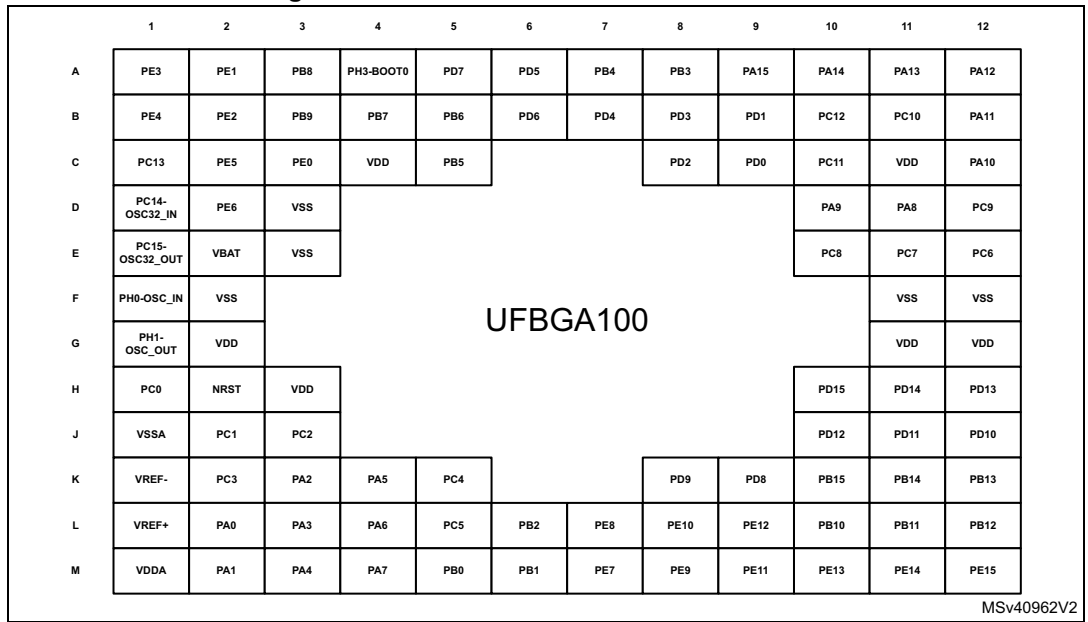 1 2 3 4 5 6 7 8 9 10 11 12
A PE3 PE1 PB8 PH3-BOOT0 PD7 PD5 PB4 PB3 PA15 PA14 PA13 PA12
B PE4 PE2 PB9 PB7 PB6 PD6 PD4 PD3 PD1 PC12 PC10 PA11
C PC13 PE5 PE0 VDD PB5 PD2 PD0 PC11 VDD PA10
D PC14-OSC32_IN PE6 VSS PA9 PA8 PC9
E PC15-OSC32_OUT VBAT VSS PC8 PC7 PC6
F PH0-OSC_IN VSS VSS VSS
UFBGA100
G PH1-OSC_OUT VDD VDD VDD
H PC0 NRST VDD PD15 PD14 PD13
J VSSA PC1 PC2 PD12 PD11 PD10
K VREF- PC3 PA2 PA5 PC4 PD9 PD8 PB15 PB14 PB13
L VREF+ PA0 PA3 PA6 PC5 PB2 PE8 PE10 PE12 PB10 PB11 PB12
M VDDA PA1 PA4 PA7 PB0 PB1 PE7 PE9 PE11 PE13 PE14 PE15
MSv40962V2